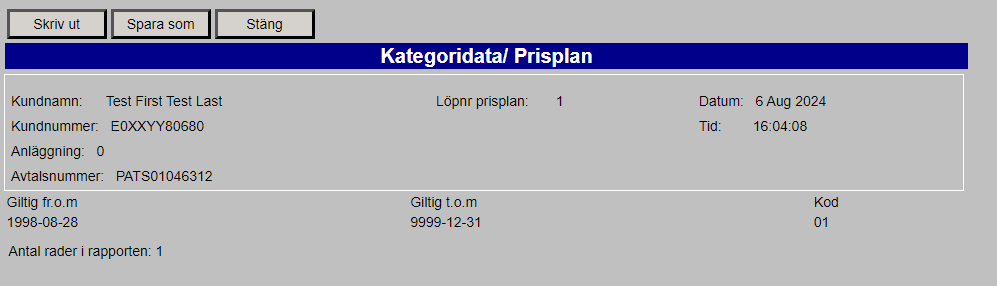 Skriv ut Spara som Stäng
Kategoridata/ Prisplan
Kundnamn: Test First Test Last Löpnr prisplan: 1 Datum: 6 Aug 2024
Kundnummer: E0XXYY80680 Tid: 16:04:08
Anläggning: 0
Avtalsnummer: PATS01046312
Giltig fr.o.m Giltig t.o.m Kod
1998-08-28 9999-12-31 01
Antal rader i rapporten: 1